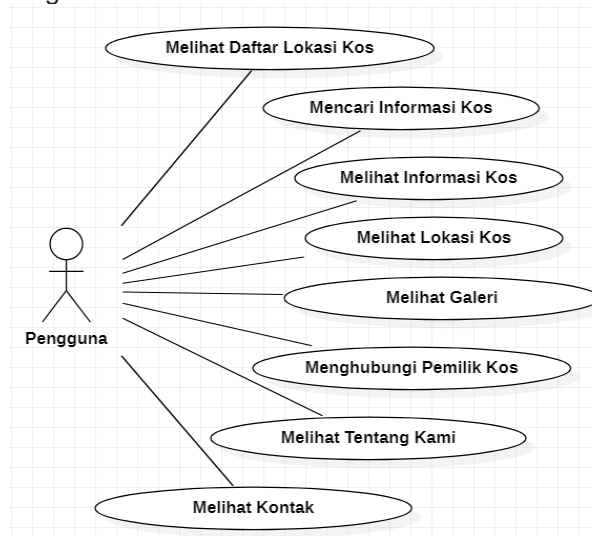 Melihat Daftar Lokasi Kos
Mencari Informasi Kos
Melihat Informasi Kos
Melihat Lokasi Kos
Melihat Galeri
Pengguna
Menghubungi Pemilik Kos
Melihat Tentang Kami
Melihat Kontak